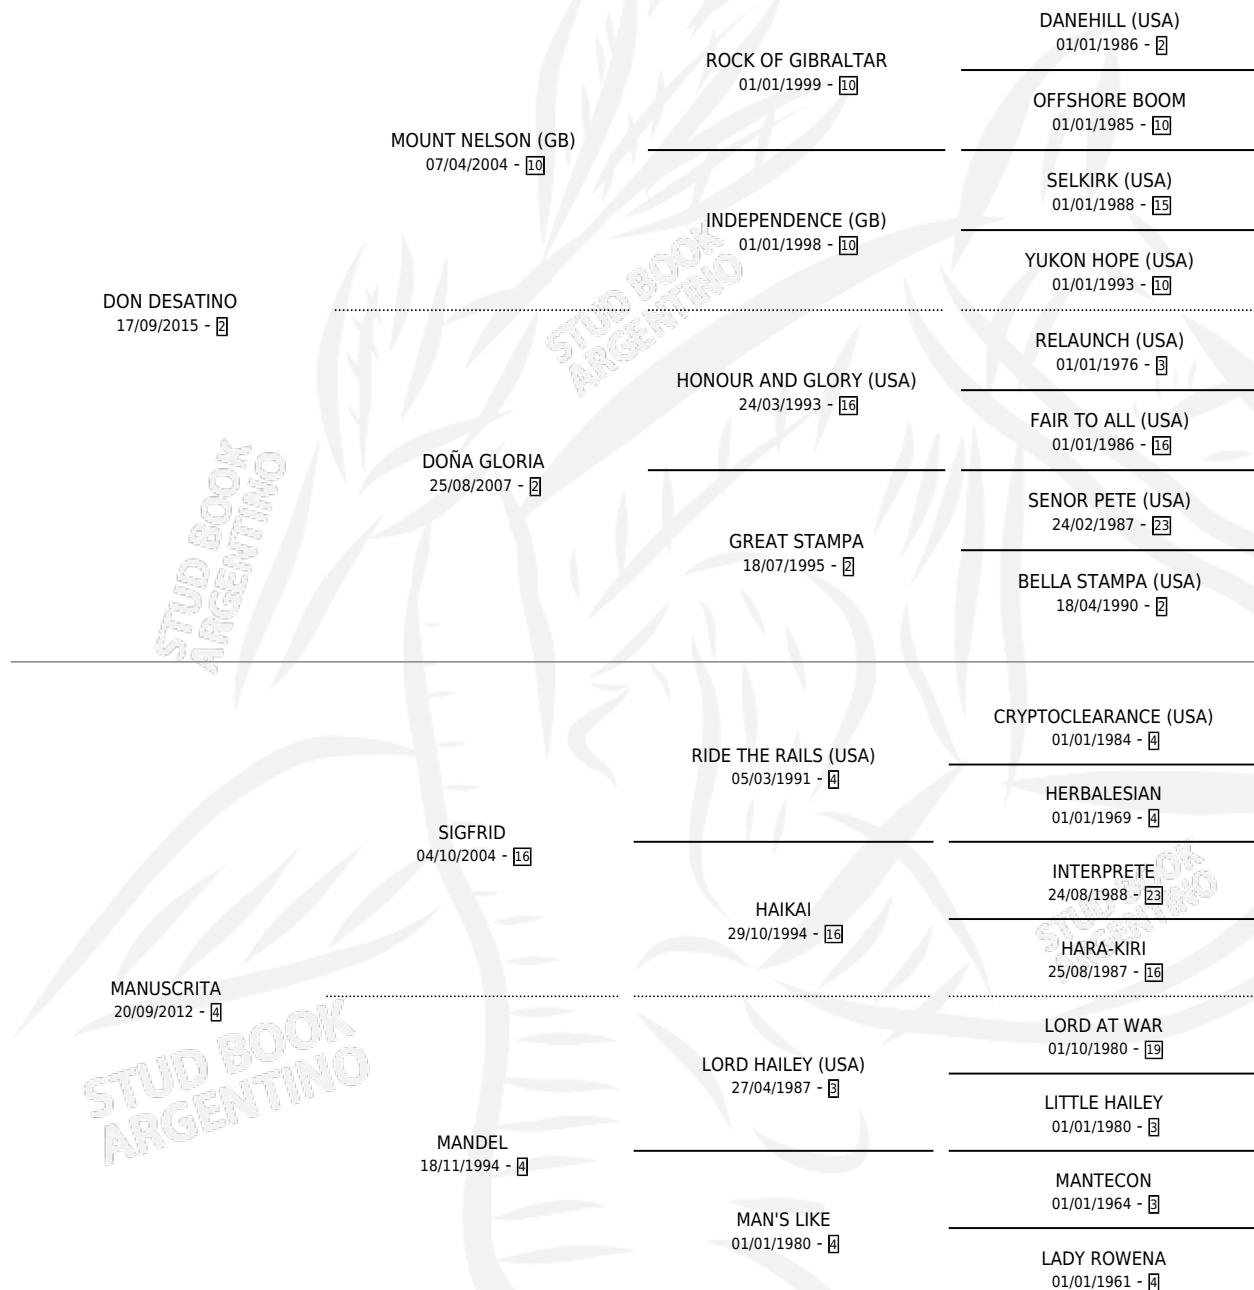 DANEHILL (USA)
01/01/1986 - 2
ROCK OF GIBRALTAR
01/01/1999 - 10
OFFSHORE BOOM
01/01/1985 - 10
MOUNT NELSON (GB)
07/04/2004 - 10
SELKIRK (USA)
01/01/1988 - 15
INDEPENDENCE (GB)
01/01/1998 - 10
YUKON HOPE (USA)
01/01/1993 - 10
DON DESATINO
17/09/2015 - 2
STUD BOOK
ARGENTINO
RELAUNCH (USA)
01/01/1976 - 3
HONOUR AND GLORY (USA)
24/03/1993 - 16
FAIR TO ALL (USA)
01/01/1986 - 16
DOÑA GLORIA
25/08/2007 - 2
SENOR PETE (USA)
24/02/1987 - 23
GREAT STAMPA
18/07/1995 - 2
BELLA STAMPA (USA)
18/04/1990 - 2
STUD BOOK
ARGENTINO
CRYPTOCLEARANCE (USA)
01/01/1984 - 4
RIDE THE RAILS (USA)
05/03/1991 - 4
HERBALESIAN
01/01/1969 - 4
SIGFRID
04/10/2004 - 16
INTERPRETE
24/08/1988 - 23
HAIKAI
29/10/1994 - 16
HARA-KIRI
25/08/1987 - 16
STUD BOOK
ARGENTINO
MANUSCRITA
20/09/2012 - 4
LORD AT WAR
01/10/1980 - 19
LORD HAILEY (USA)
27/04/1987 - 3
LITTLE HAILEY
01/01/1980 - 3
STUD BOOK
ARGENTINO
MANDEL
18/11/1994 - 4
MANTECON
01/01/1964 - 3
MAN'S LIKE
01/01/1980 - 4
LADY ROWENA
01/01/1961 - 4